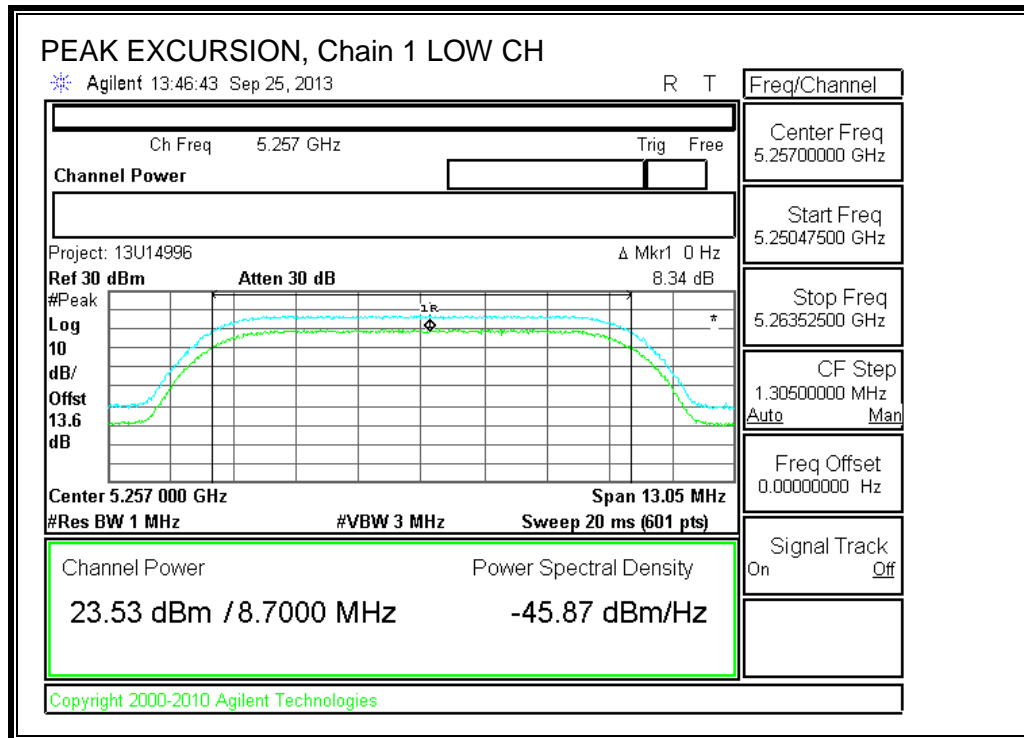 PEAK EXCURSION, Chain 1 LOW CH
Agilent 13:46:43 Sep 25, 2013 R T
Freq/Channel
Ch Freq 5.257 GHz Trig Free
Channel Power
Center Freq
5.25700000 GHz
Start Freq
5.25047500 GHz
Project: 13U14996 Δ Mkr1 0 Hz
Ref 30 dBm Atten 30 dB 8.34 dB
#Peak
Log
10
dB/
Offst
13.6
dB
1R
*
Stop Freq
5.26352500 GHz
CF Step
1.30500000 MHz
Auto Man
Center 5.257 000 GHz Span 13.05 MHz
#Res BW 1 MHz #VBW 3 MHz Sweep 20 ms (601 pts)
Freq Offset
0.00000000 Hz
Signal Track
On Off
Channel Power Power Spectral Density
23.53 dBm / 8.7000 MHz -45.87 dBm/Hz
Copyright 2000-2010 Agilent Technologies